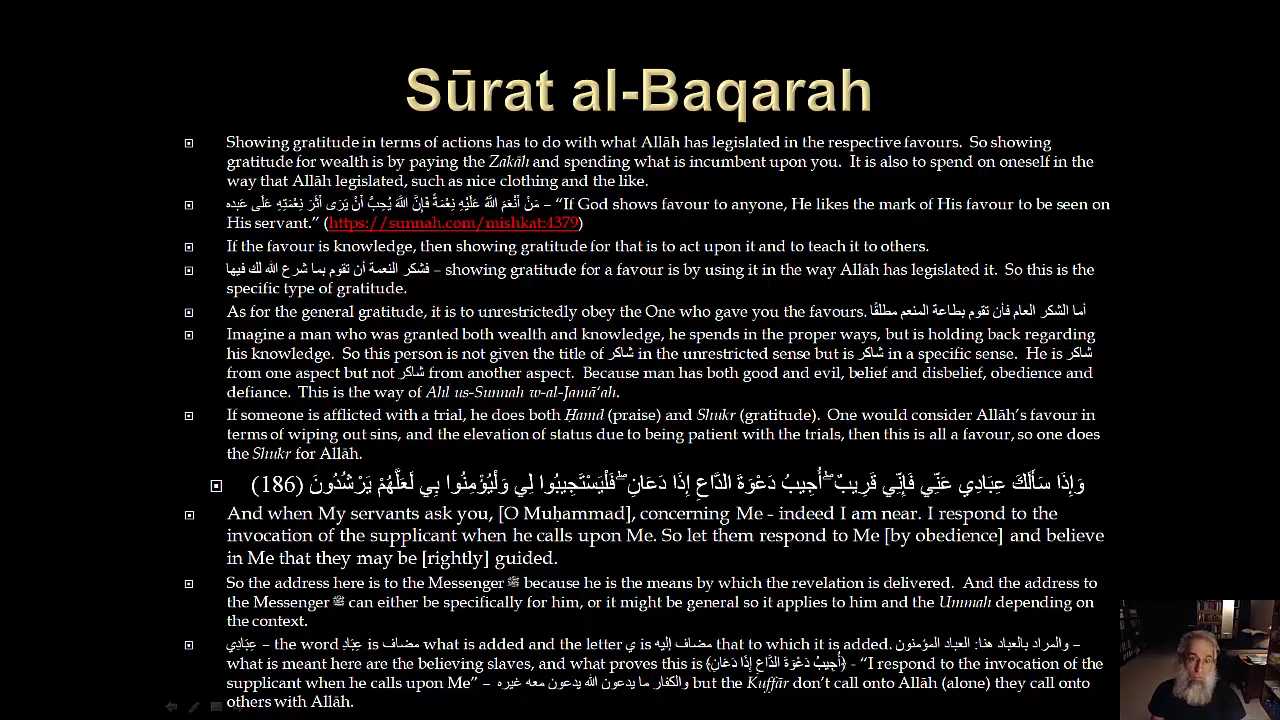 Sūrat al-Baqarah
Showing gratitude in terms of actions has to do with what Allāh has legislated in the respective favours.  So showing
gratitude for wealth is by paying the Zakāh and spending what is incumbent upon you.  It is also to spend on oneself in the
way that Allāh legislated, such as nice clothing and the like.
مَنْ أَنْعَمَ اللَّهُ عَلَيْهِ نِعْمَةً فَإِنَّ اللَّهَ يُحِبُّ أَنْ يَرَى أَثَرَ نِعْمَتِهِ عَلَى عَبده – “If God shows favour to anyone, He likes the mark of His favour to be seen on
His servant.” (https://sunnah.com/mishkat:4379)
If the favour is knowledge, then showing gratitude for that is to act upon it and to teach it to others.
فشكر النعمة أن تقوم بما شرع الله لك فيها – showing gratitude for a favour is by using it in the way Allāh has legislated it.  So this is the
specific type of gratitude.
As for the general gratitude, it is to unrestrictedly obey the One who gave you the favours. أما الشكر العام فأن تقوم بطاعة المنعم مطلقًا
Imagine a man who was granted both wealth and knowledge, he spends in the proper ways, but is holding back regarding
his knowledge.  So this person is not given the title of شاكر in the unrestricted sense but is شاكر in a specific sense.  He is شاكر
from one aspect but not شاكر from another aspect.  Because man has both good and evil, belief and disbelief, obedience and
defiance.  This is the way of Ahl us-Sunnah w-al-Jamā‘ah.
If someone is afflicted with a trial, he does both Ḥamd (praise) and Shukr (gratitude).  One would consider Allāh’s favour in
terms of wiping out sins, and the elevation of status due to being patient with the trials, then this is all a favour, so one does
the Shukr for Allāh.
وَإِذَا سَأَلَكَ عِبَادِي عَنِّي فَإِنِّي قَرِيبٌ ۖ أُجِيبُ دَعْوَةَ الدَّاعِ إِذَا دَعَانِ ۖ فَلْيَسْتَجِيبُوا لِي وَلْيُؤْمِنُوا بِي لَعَلَّهُمْ يَرْشُدُونَ (186)
And when My servants ask you, [O Muḥammad], concerning Me - indeed I am near. I respond to the
invocation of the supplicant when he calls upon Me. So let them respond to Me [by obedience] and believe
in Me that they may be [rightly] guided.
So the address here is to the Messenger ﷺ because he is the means by which the revelation is delivered.  And the address to
the Messenger ﷺ can either be specifically for him, or it might be general so it applies to him and the Ummah depending on
the context.
عِبَادِي – the word عِبَادِ is مضاف what is added and the letter ي is مضاف إليه that to which it is added. والمراد بالعباد هنا: العباد المؤمنون –
what is meant here are the believing slaves, and what proves this is ﴿أُجِيبُ دَعْوَةَ الدَّاعِ إِذَا دَعَانِ﴾ - “I respond to the invocation of the
supplicant when he calls upon Me” – والكفار ما يدعون الله يدعون معه غيره but the Kuffār don’t call onto Allāh (alone) they call onto
others with Allāh.